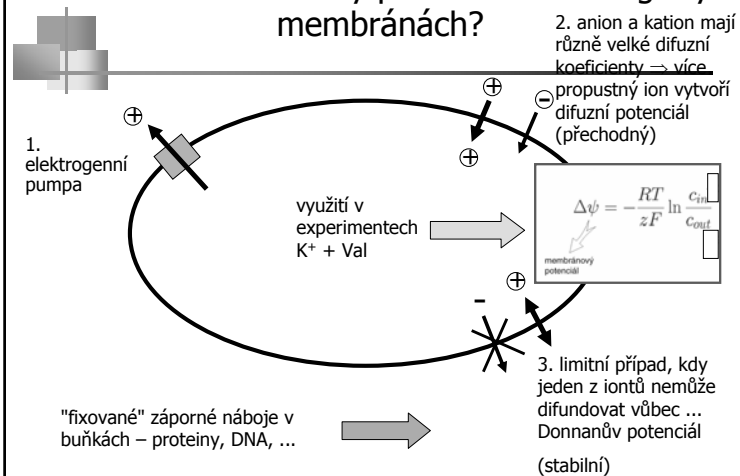 membránách?
2. anion a kation mají
různě velké difuzní
koeficienty ⇒ více
propustný ion vytvoří
difuzní potenciál
(přechodný)
⊕
⊕
⊖
⊕
1.
elektrogenní
pumpa
využití v
experimentech
K⁺ + Val
Δψ = −RT/zF ln c_in/c_out
membránový
potenciál
⊕
-
3. limitní případ, kdy
jeden z iontů nemůže
difundovat vůbec ...
Donnanův potenciál
(stabilní)
"fixované" záporné náboje v
buňkách – proteiny, DNA, ...